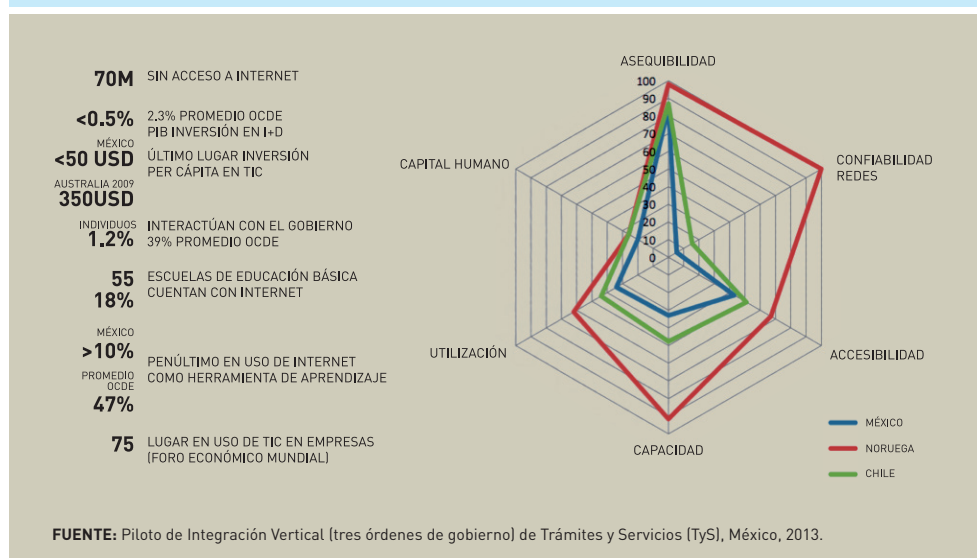 70M SIN ACCESO A INTERNET
<0.5% 2.3% PROMEDIO OCDE
PIB INVERSIÓN EN I+D
MÉXICO
<50 USD ÚLTIMO LUGAR INVERSIÓN
PER CÁPITA EN TIC
AUSTRALIA 2009
350USD
INDIVIDUOS
1.2% INTERACTÚAN CON EL GOBIERNO
39% PROMEDIO OCDE
55 ESCUELAS DE EDUCACIÓN BÁSICA
18% CUENTAN CON INTERNET
MÉXICO
>10% PENÚLTIMO EN USO DE INTERNET
COMO HERRAMIENTA DE APRENDIZAJE
PROMEDIO
OCDE
47%
75 LUGAR EN USO DE TIC EN EMPRESAS
(FORO ECONÓMICO MUNDIAL)
ASEQUIBILIDAD
100
90
80
70
60
50
40
30
20
10
0
CONFIABILIDAD
REDES
ACCESIBILIDAD
CAPACIDAD
UTILIZACIÓN
CAPITAL HUMANO
MÉXICO
NORUEGA
CHILE
FUENTE: Piloto de Integración Vertical (tres órdenes de gobierno) de Trámites y Servicios (TyS), México, 2013.